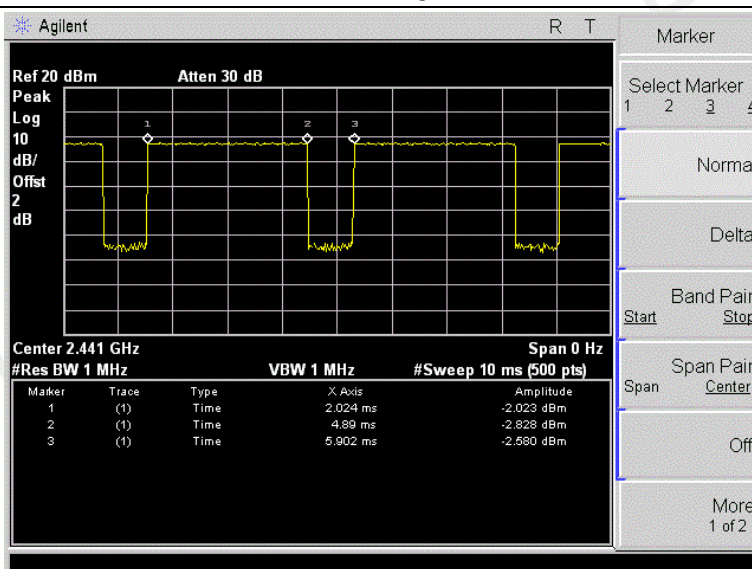 Agilent R T
Ref 20 dBm Atten 30 dB
Peak
Log
10
dB/
Offst
2
dB
1 2 3
Center 2.441 GHz Span 0 Hz
#Res BW 1 MHz VBW 1 MHz #Sweep 10 ms (500 pts)
Marker Trace Type X Axis Amplitude
1 (1) Time 2.024 ms -2.023 dBm
2 (1) Time 4.89 ms -2.828 dBm
3 (1) Time 5.902 ms -2.580 dBm
Marker
Select Marker
1 2 3 4
Norma
Delta
Band Pair
Start Stop
Span Pair
Span Center
Off
More
1 of 2